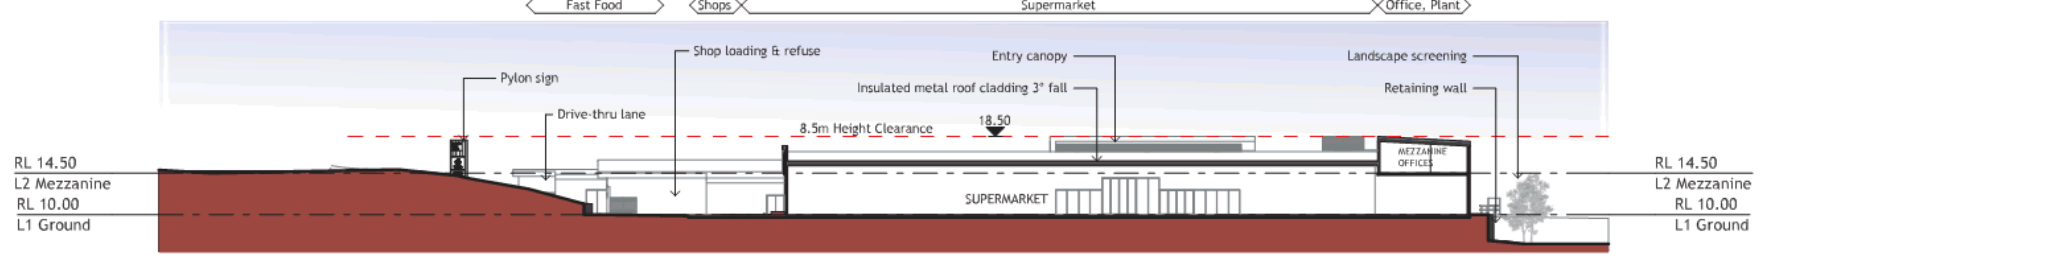 Fast Food
Shops
Supermarket
Office, Plant
Shop loading & refuse
Entry canopy
Landscape screening
Pylon sign
Insulated metal roof cladding 3° fall
Retaining wall
Drive-thru lane
8.5m Height Clearance
18.50
MEZZANINE
OFFICES
RL 14.50
L2 Mezzanine
RL 10.00
L1 Ground
SUPERMARKET
RL 14.50
L2 Mezzanine
RL 10.00
L1 Ground